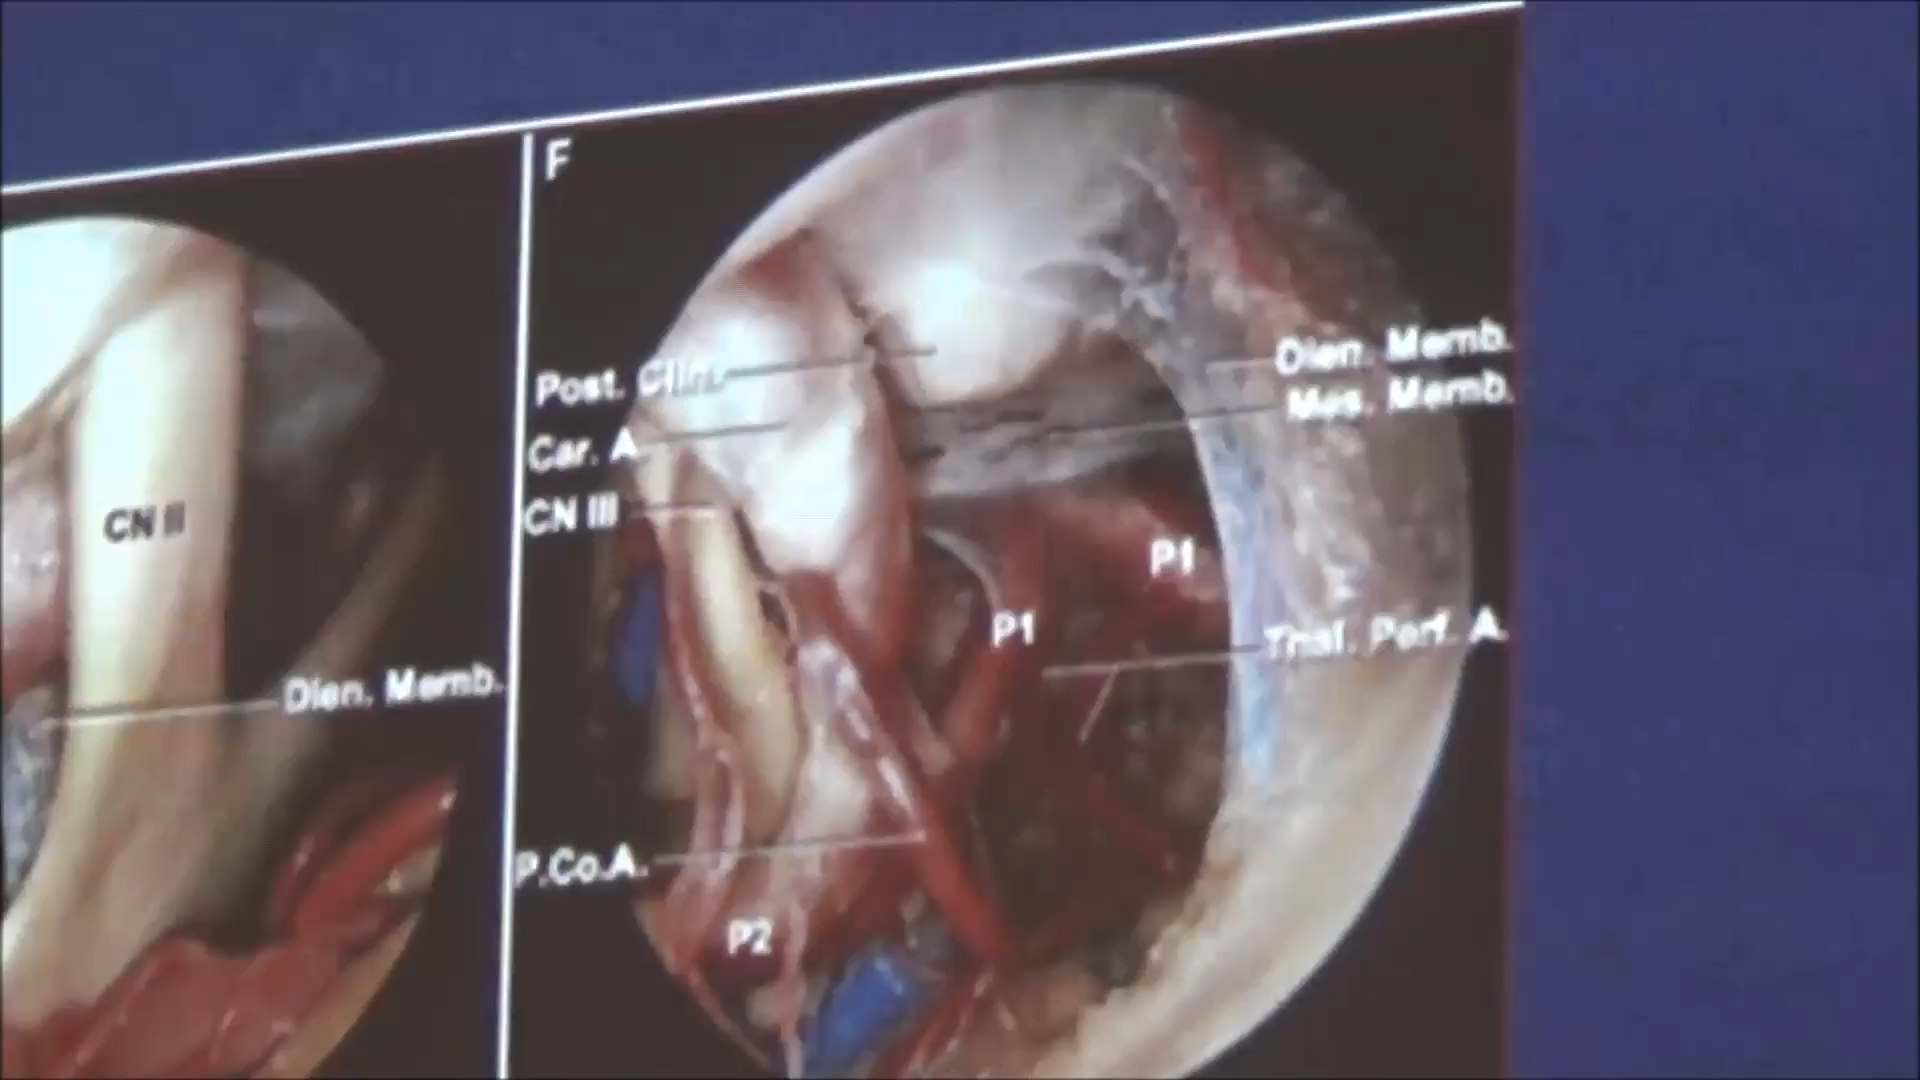 F
Post. Clin.
Dien. Memb.
Mes. Memb.
Car. A.
CN III
CN II
P1
P1
Thal. Perf. A.
Dien. Memb.
P.Co.A.
P2